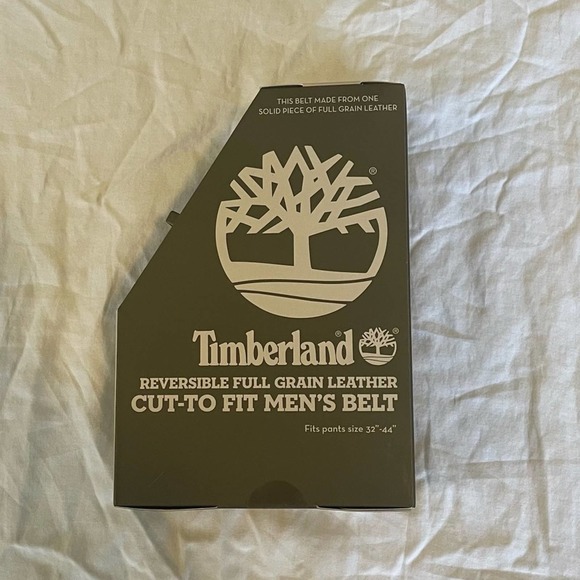 THIS BELT MADE FROM ONE
SOLID PIECE OF FULL GRAIN LEATHER
®
Timberland®
®
REVERSIBLE FULL GRAIN LEATHER
CUT-TO FIT MEN'S BELT
Fits pants size 32"-44"